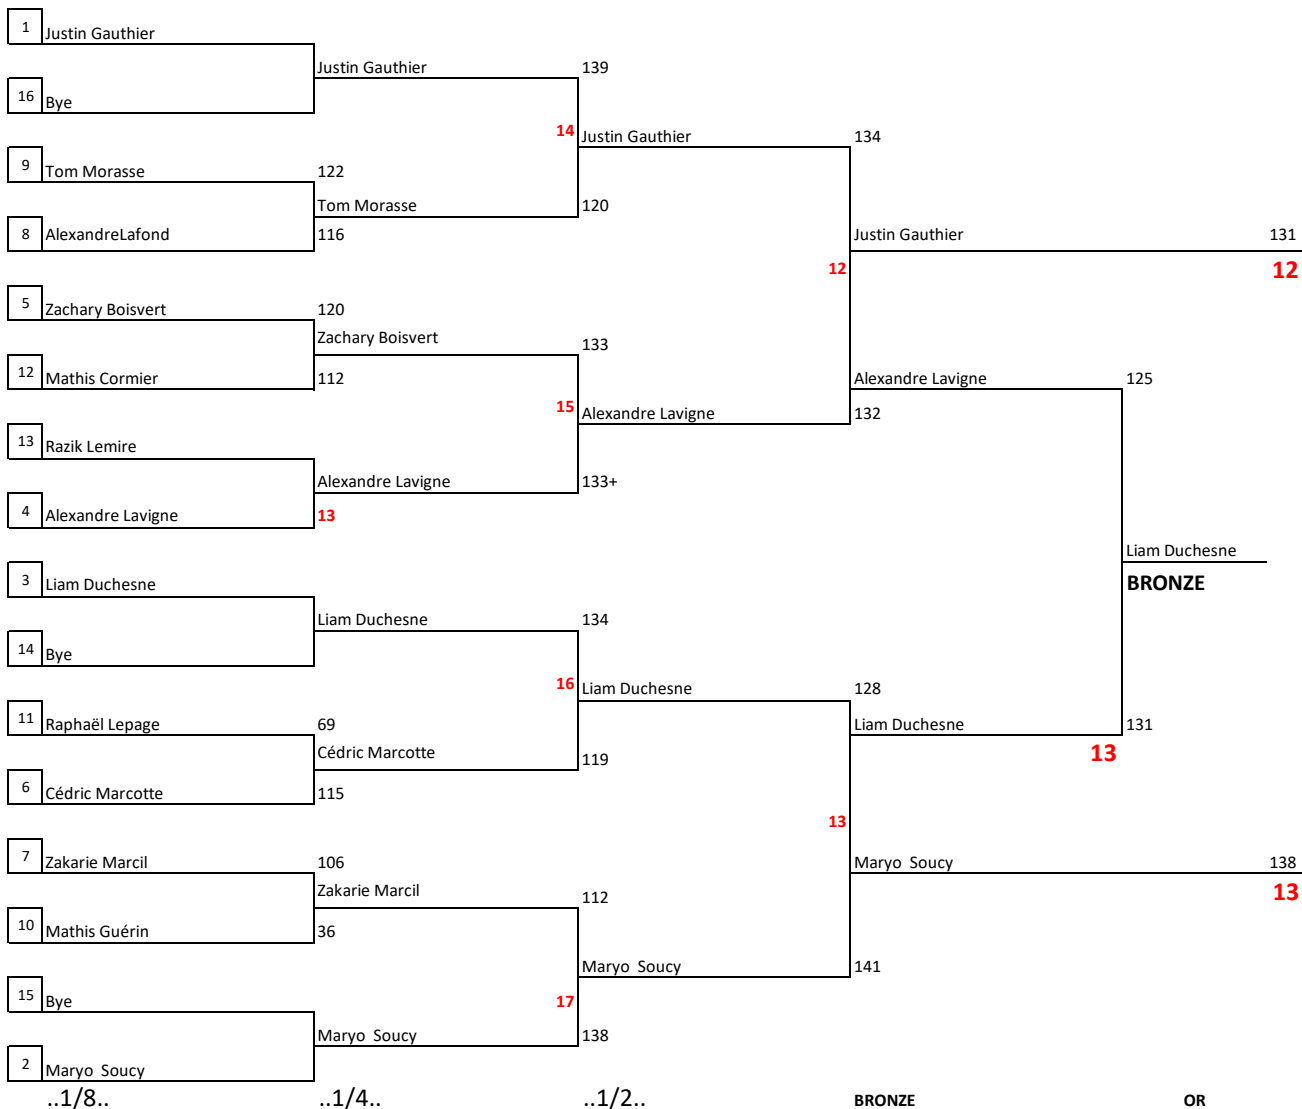 1 Justin Gauthier
Justin Gauthier 139
16 Bye
14 Justin Gauthier 134
9 Tom Morasse 122
Tom Morasse 120
8 AlexandreLafond 116
Justin Gauthier 131
12 12
5 Zachary Boisvert 120
Zachary Boisvert 133
12 Mathis Cormier 112
Alexandre Lavigne 125
15 Alexandre Lavigne 132
13 Razik Lemire
Alexandre Lavigne 133+
4 Alexandre Lavigne 13
Liam Duchesne
3 Liam Duchesne BRONZE
Liam Duchesne 134
14 Bye
16 Liam Duchesne 128
11 Raphaël Lepage 69
Liam Duchesne 131
Cédric Marcotte 119
13
6 Cédric Marcotte 115
13
7 Zakarie Marcil 106
Maryo  Soucy 138
Zakarie Marcil 112
13
10 Mathis Guérin 36
Maryo  Soucy 141
15 Bye
17
Maryo  Soucy 138
2 Maryo  Soucy
..1/8.. ..1/4.. ..1/2.. BRONZE OR